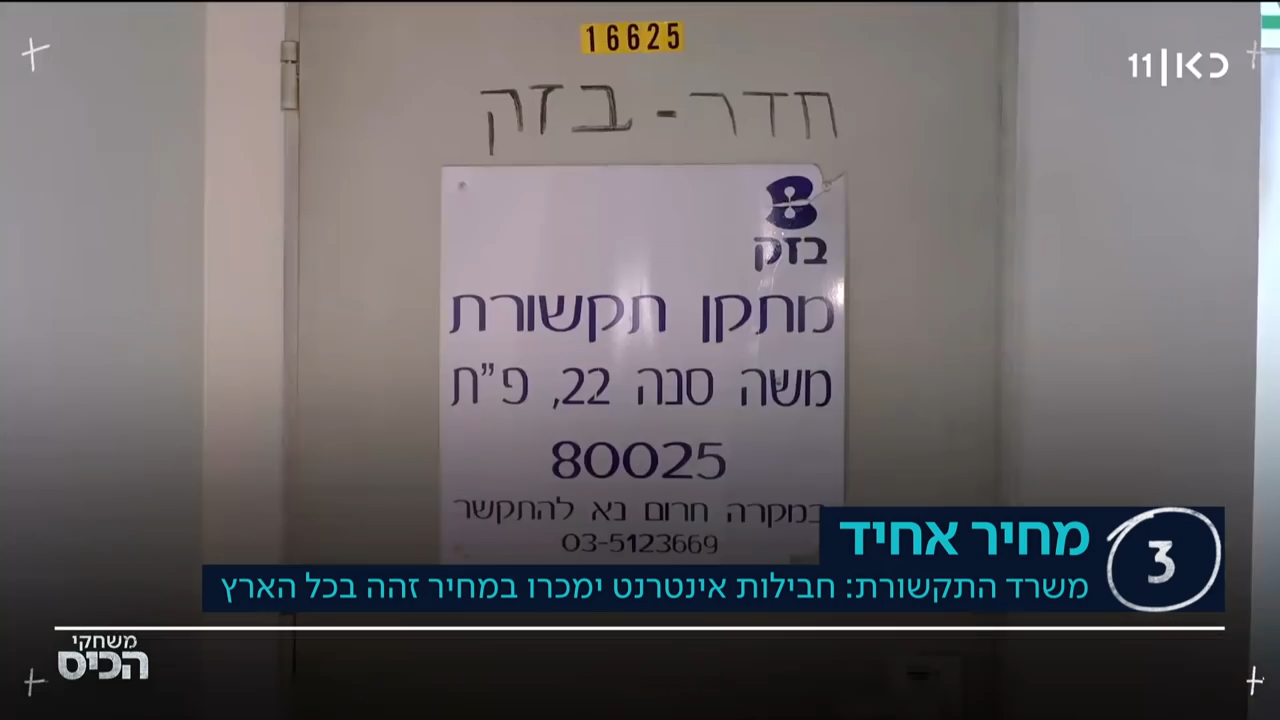 16625
כאן 11
חדר - בזק
בזק
מתקן תקשורת
משה סנה 22, פ"ת
80025
במקרה חרום נא להתקשר
03-5123669
מחיר אחיד
3
משרד התקשורת: חבילות אינטרנט ימכרו במחיר זהה בכל הארץ
משחקי
הכיס